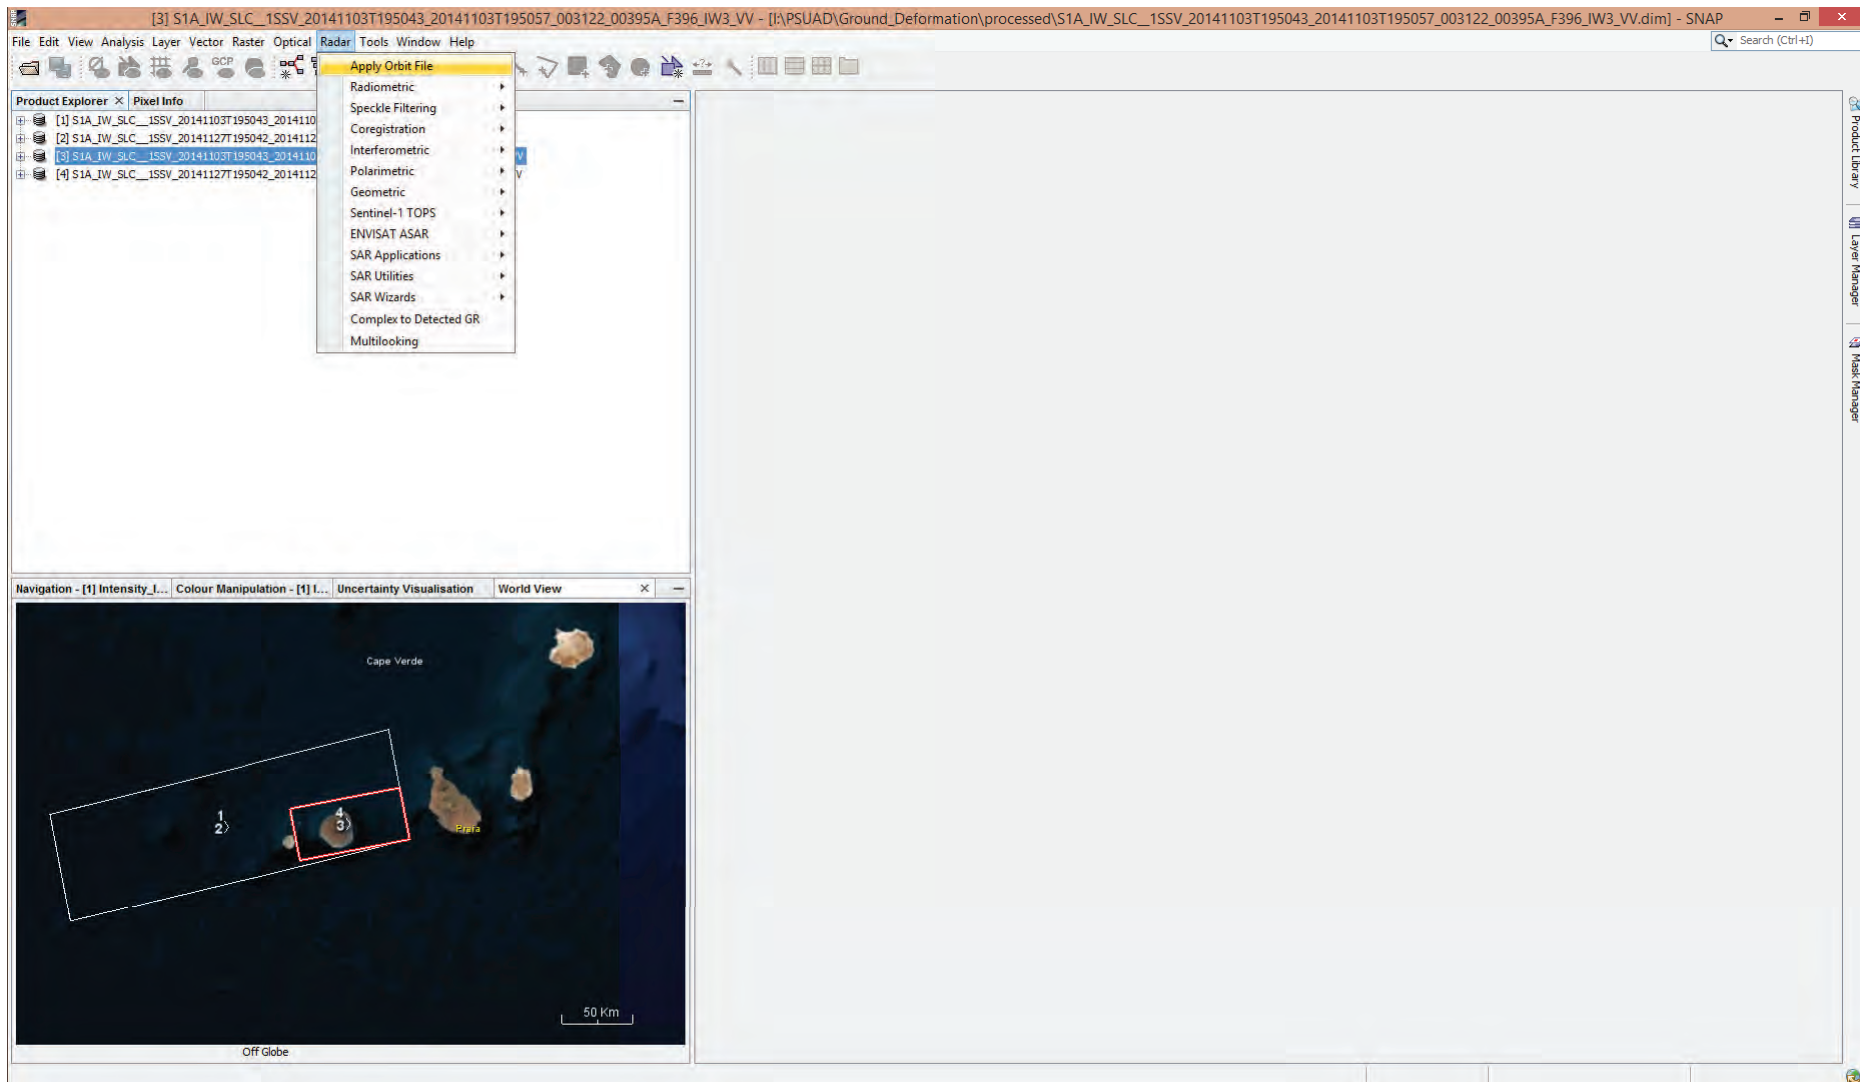 [3] S1A_IW_SLC__1SSV_20141103T195043_20141103T195057_003122_00395A_F396_IW3_VV - [I:\PSUAD\Ground_Deformation\processed\S1A_IW_SLC__1SSV_20141103T195043_20141103T195057_003122_00395A_F396_IW3_VV.dim] - SNAP
File Edit View Analysis Layer Vector Raster Optical Radar Tools Window Help
Search (Ctrl+I)
GCP
Apply Orbit File
Radiometric
Speckle Filtering
Coregistration
Interferometric
Polarimetric
Geometric
Sentinel-1 TOPS
ENVISAT ASAR
SAR Applications
SAR Utilities
SAR Wizards
Complex to Detected GR
Multilooking
Product Explorer × Pixel Info
[1] S1A_IW_SLC__1SSV_20141103T195043_2014110
[2] S1A_IW_SLC__1SSV_20141127T195042_2014112
[3] S1A_IW_SLC__1SSV_20141103T195043_2014110 V
[4] S1A_IW_SLC__1SSV_20141127T195042_2014112 V
Product Library
Layer Manager
Mask Manager
Navigation - [1] Intensity_I... Colour Manipulation - [1] I... Uncertainty Visualisation World View ×
Cape Verde
1
2
4
3
Praia
50 Km
Off Globe